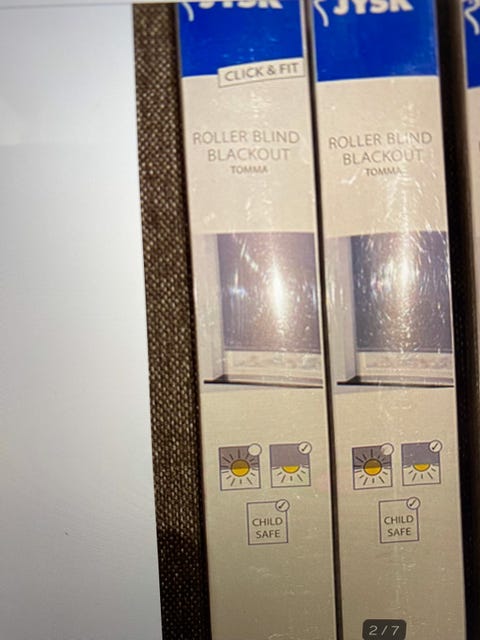 JYSK
CLICK & FIT
ROLLER BLIND
BLACKOUT
TOMMA
CHILD
SAFE
JYSK
ROLLER BLIND
BLACKOUT
TOMMA
CHILD
SAFE
2/7